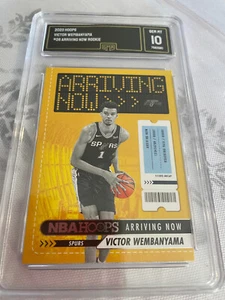 2023 HOOPS
VICTOR WEMBANYAMA
#29 ARRIVING NOW ROOKIE
GEM-MT
10
ARRIVING
NOW >>>
SPURS
1
NBA HOOPS ARRIVING NOW
SPURS VICTOR WEMBANYAMA